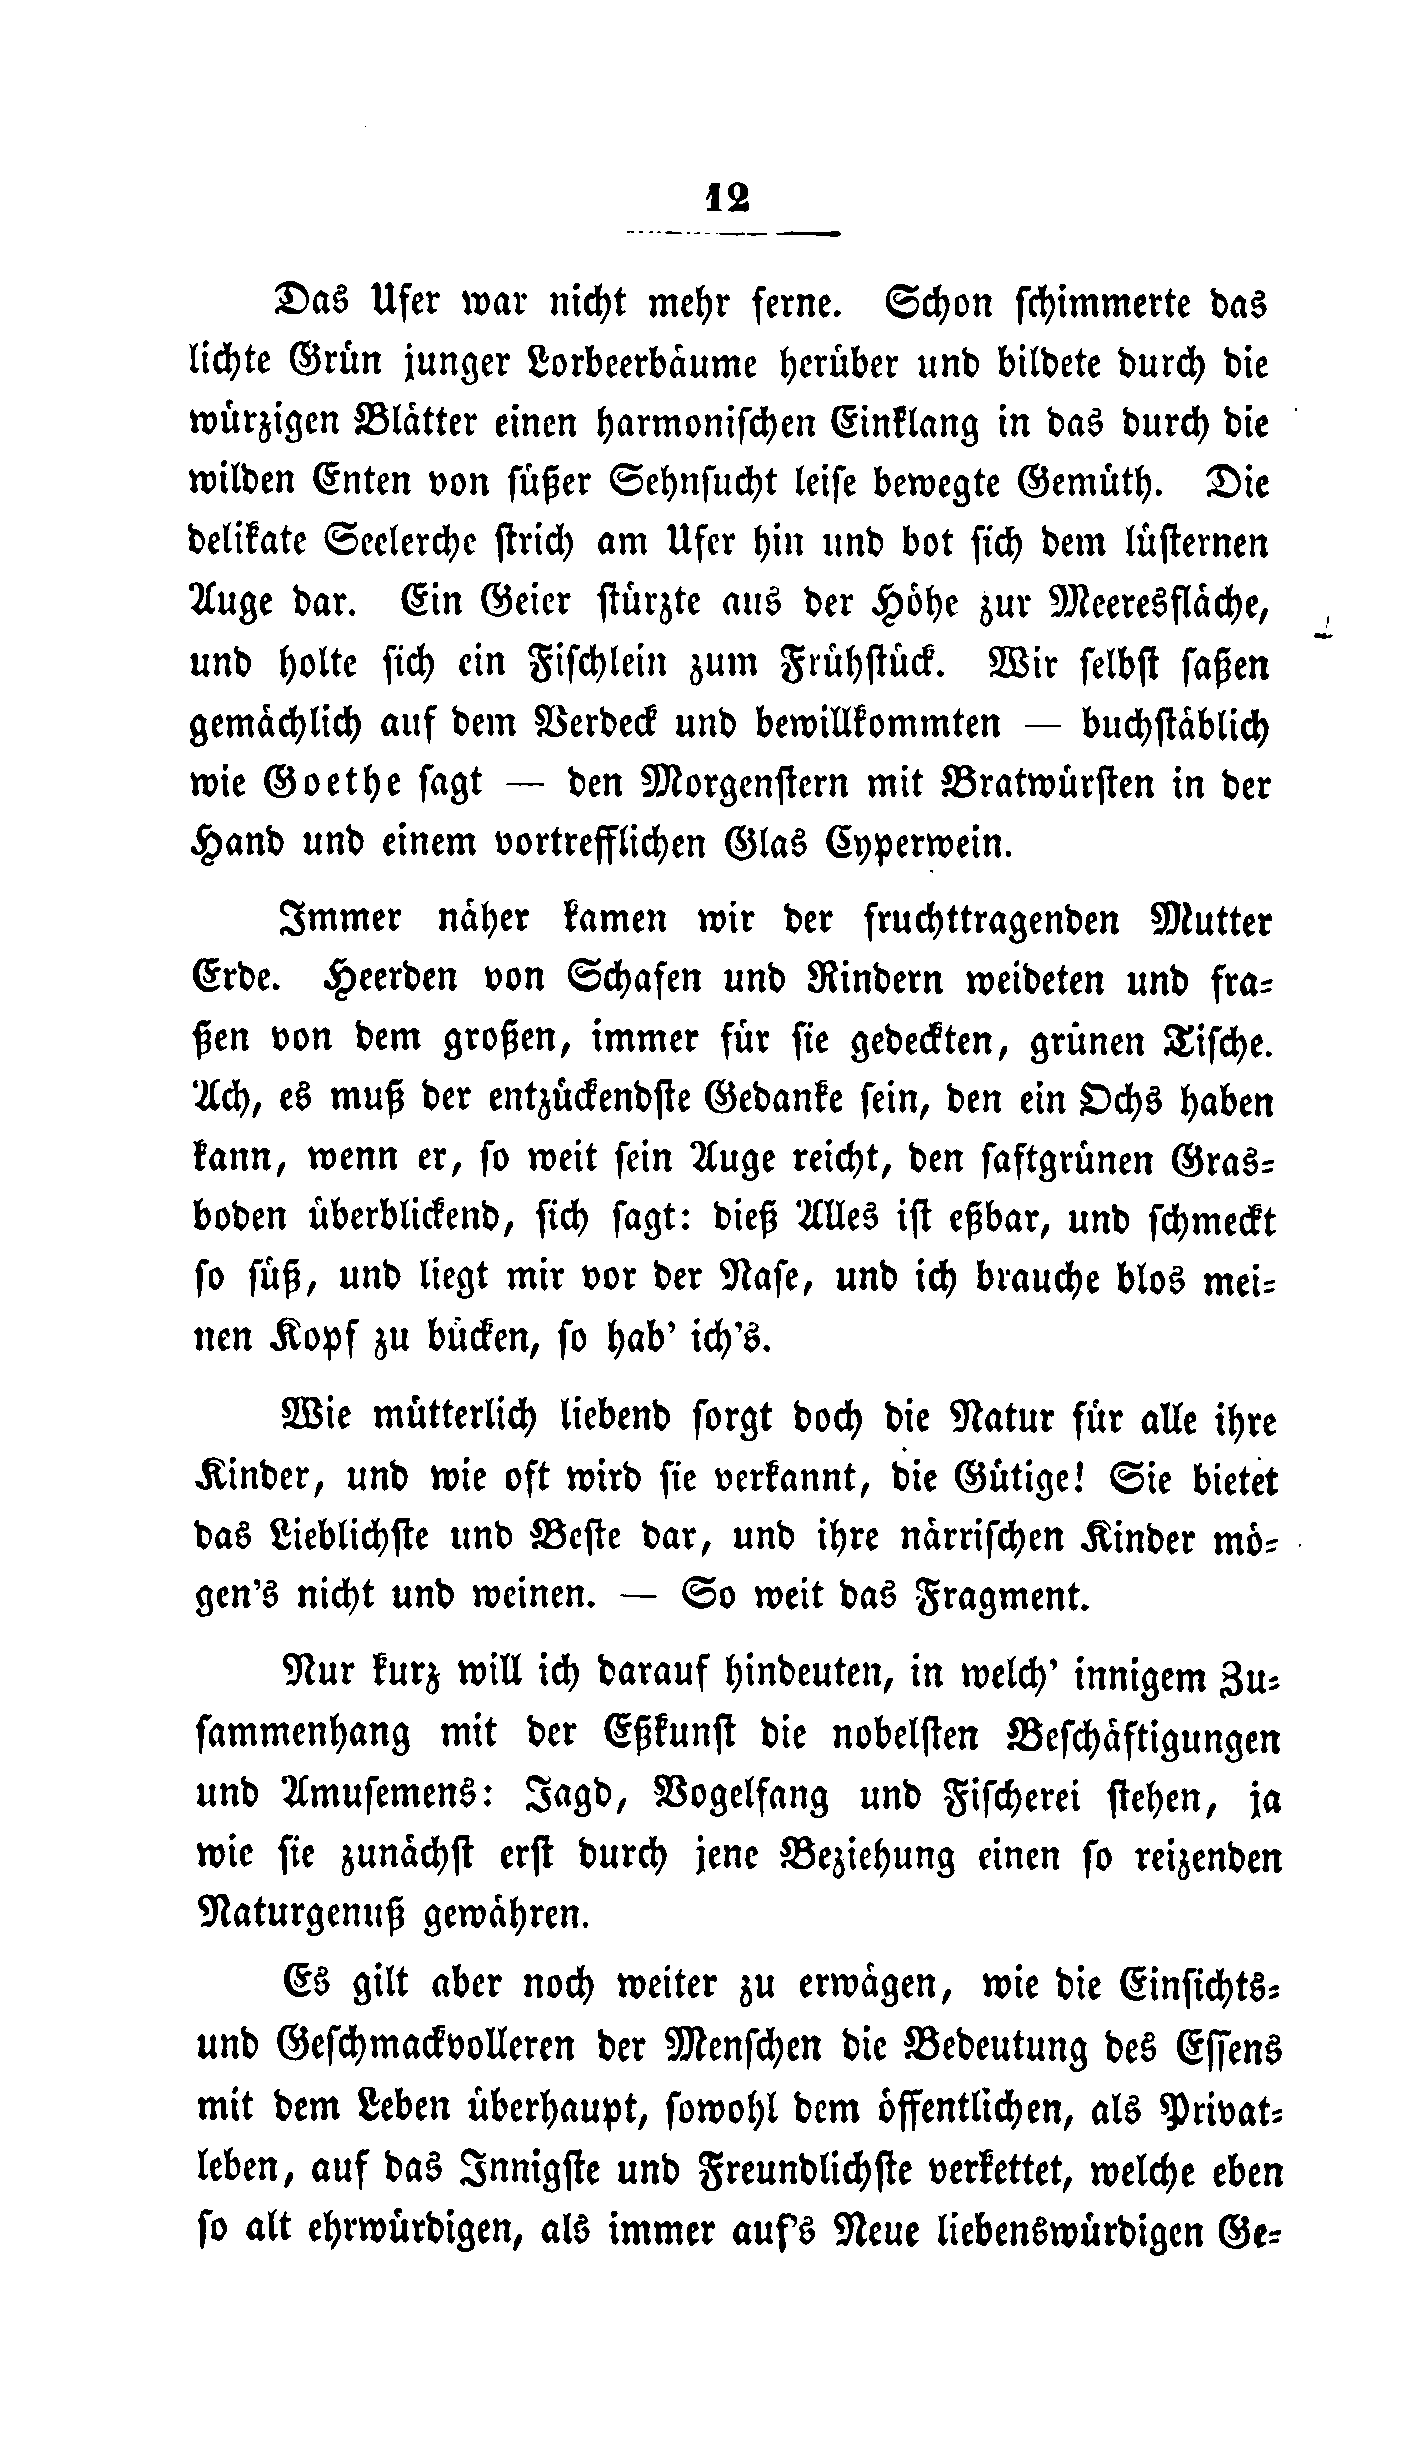 12
Das Ufer war nicht mehr ferne. Schon schimmerte das
lichte Grün junger Lorbeerbäume herüber und bildete durch die
würzigen Blätter einen harmonischen Einklang in das durch die
wilden Enten von süßer Sehnsucht leise bewegte Gemüth. Die
delikate Seelerche strich am Ufer hin und bot sich dem lüsternen
Auge dar. Ein Geier stürzte aus der Höhe zur Meeresfläche,
und holte sich ein Fischlein zum Frühstück. Wir selbst saßen
gemächlich auf dem Verdeck und bewillkommten — buchstäblich
wie Goethe sagt — den Morgenstern mit Bratwürsten in der
Hand und einem vortrefflichen Glas Cyperwein.
Immer näher kamen wir der fruchttragenden Mutter
Erde. Heerden von Schafen und Rindern weideten und fra-
ßen von dem großen, immer für sie gedeckten, grünen Tische.
Ach, es muß der entzückendste Gedanke sein, den ein Ochs haben
kann, wenn er, so weit sein Auge reicht, den saftgrünen Gras-
boden überblickend, sich sagt: dieß Alles ist eßbar, und schmeckt
so süß, und liegt mir vor der Nase, und ich brauche blos mei-
nen Kopf zu bücken, so hab' ich's.
Wie mütterlich liebend sorgt doch die Natur für alle ihre
Kinder, und wie oft wird sie verkannt, die Gütige! Sie bietet
das Lieblichste und Beste dar, und ihre närrischen Kinder mö-
gen's nicht und weinen. — So weit das Fragment.
Nur kurz will ich darauf hindeuten, in welch' innigem Zu-
sammenhang mit der Eßkunst die nobelsten Beschäftigungen
und Amusemens: Jagd, Vogelfang und Fischerei stehen, ja
wie sie zunächst erst durch jene Beziehung einen so reizenden
Naturgenuß gewähren.
Es gilt aber noch weiter zu erwägen, wie die Einsichts-
und Geschmackvolleren der Menschen die Bedeutung des Essens
mit dem Leben überhaupt, sowohl dem öffentlichen, als Privat-
leben, auf das Innigste und Freundlichste verkettet, welche eben
so alt ehrwürdigen, als immer auf's Neue liebenswürdigen Ge-